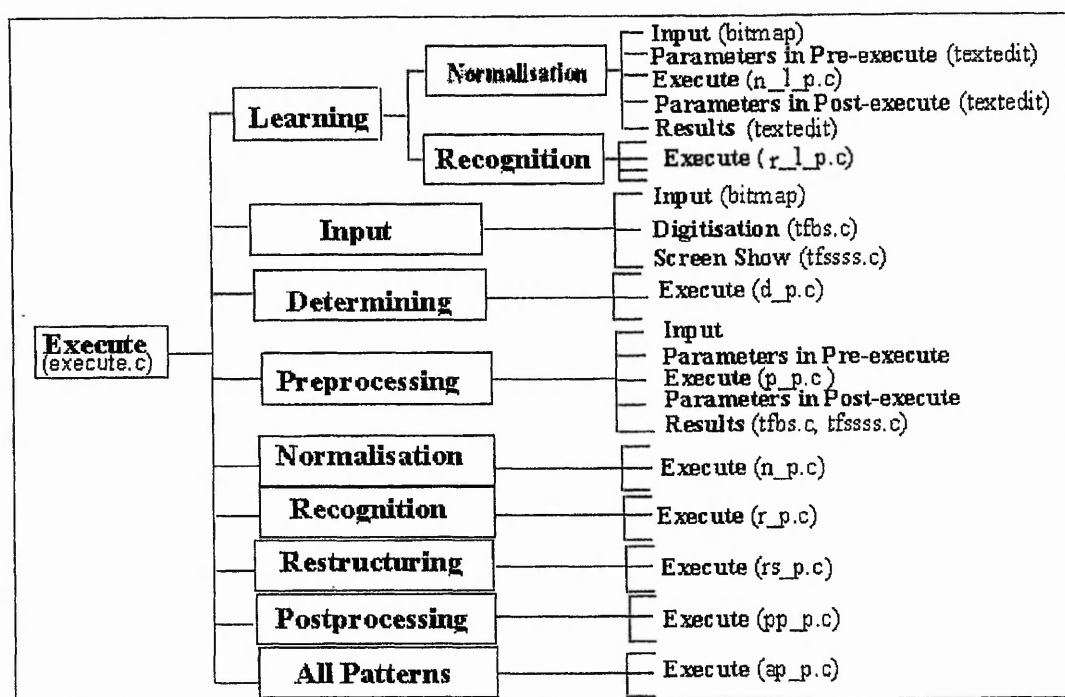 Execute
(execute.c)
Learning
Normalisation
Input (bitmap)
Parameters in Pre-execute (textedit)
Execute (n_l_p.c)
Parameters in Post-execute (textedit)
Results (textedit)
Recognition
Execute (r_l_p.c)
Input
Input (bitmap)
Digitisation (tfbs.c)
Screen Show (tfssss.c)
Determining
Execute (d_p.c)
Preprocessing
Input
Parameters in Pre-execute
Execute (p_p.c)
Parameters in Post-execute
Results (tfbs.c, tfssss.c)
Normalisation
Execute (n_p.c)
Recognition
Execute (r_p.c)
Restructuring
Execute (rs_p.c)
Postprocessing
Execute (pp_p.c)
All Patterns
Execute (ap_p.c)